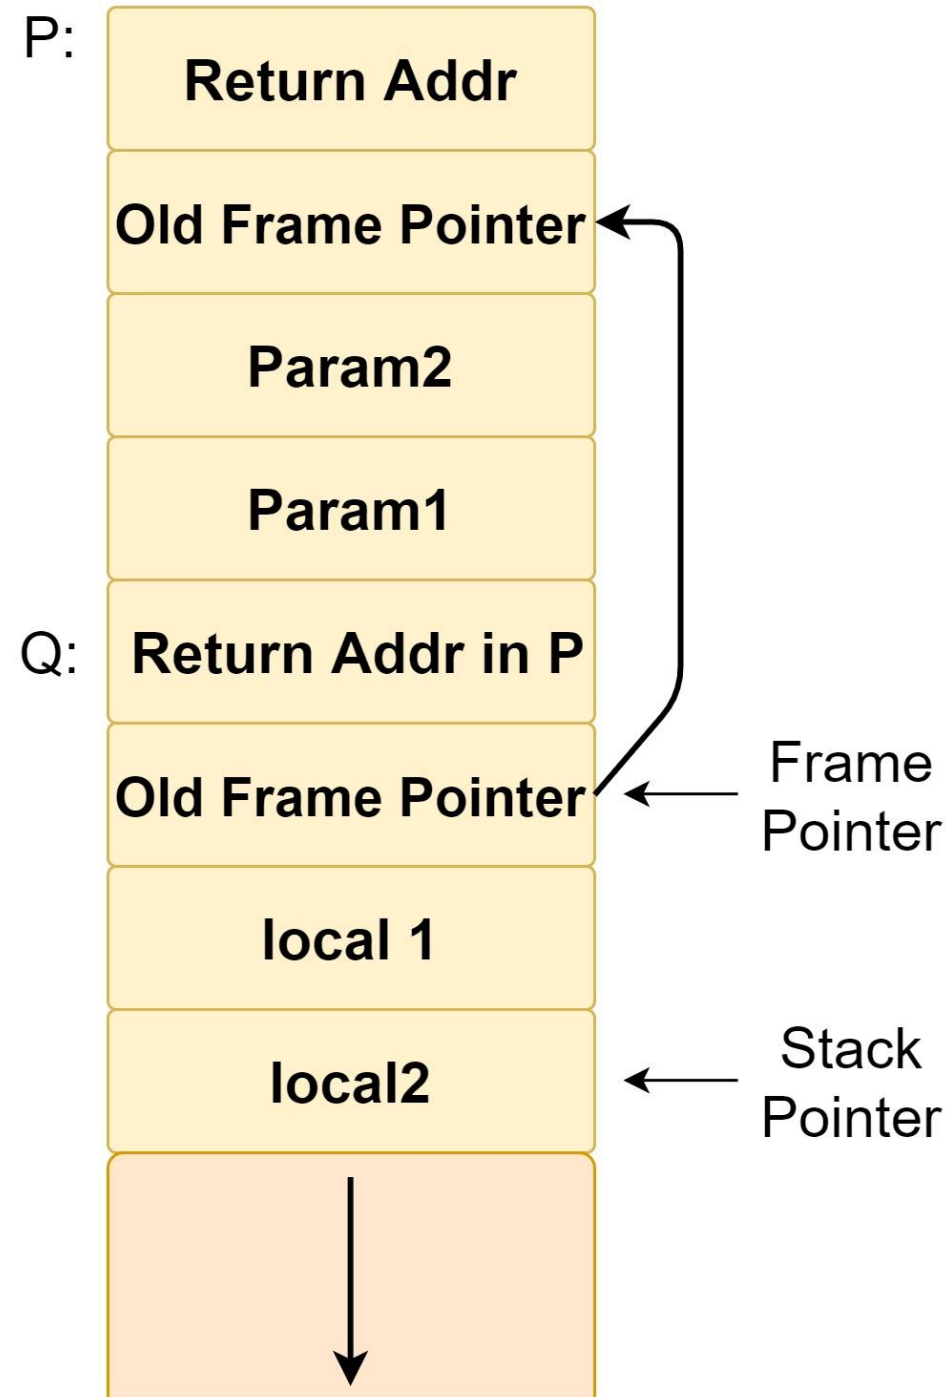 P:
Return Addr
Old Frame Pointer
Param2
Param1
Q:
Return Addr in P
Old Frame Pointer
Frame
Pointer
local 1
local2
Stack
Pointer